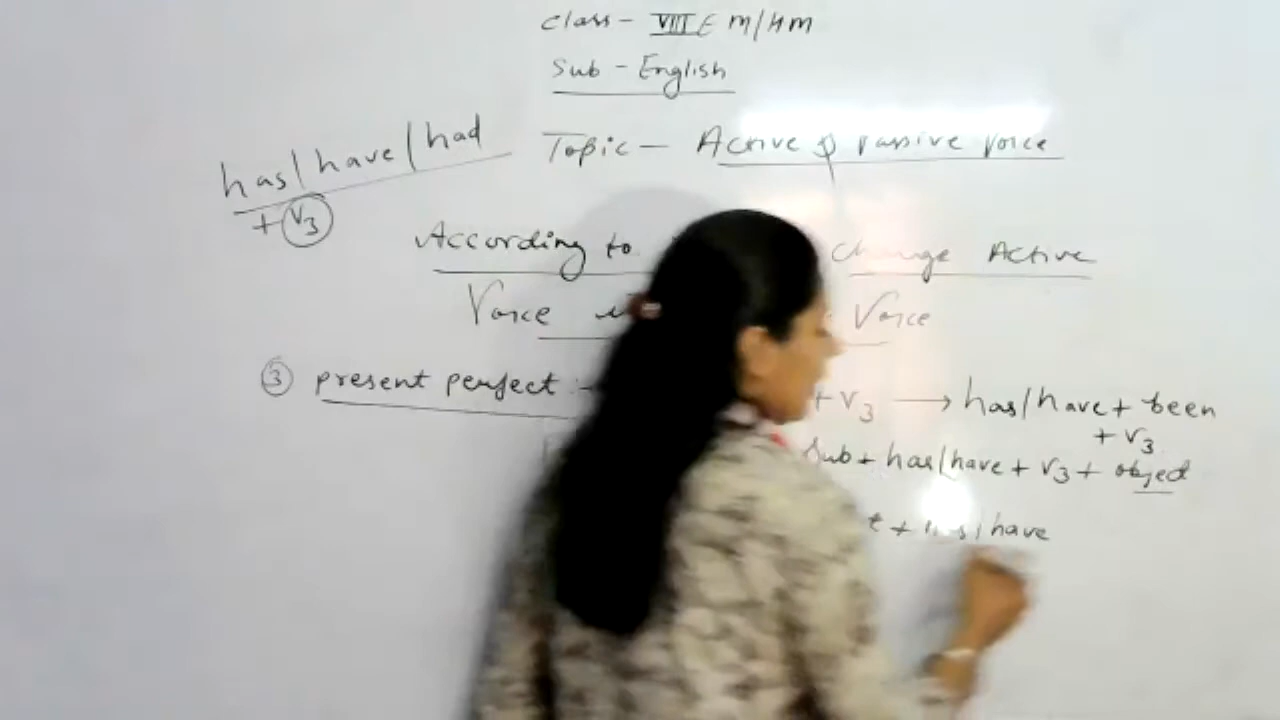 Class - VIII E M/HM
Sub - English
Topic - Active & passive Voice
has/have/had
+ V3
According to Change Active
Voice Voice
③ present perfect :- + V3 → has/have + been
+ V3
Sub + has/have + V3 + object
+ has/have